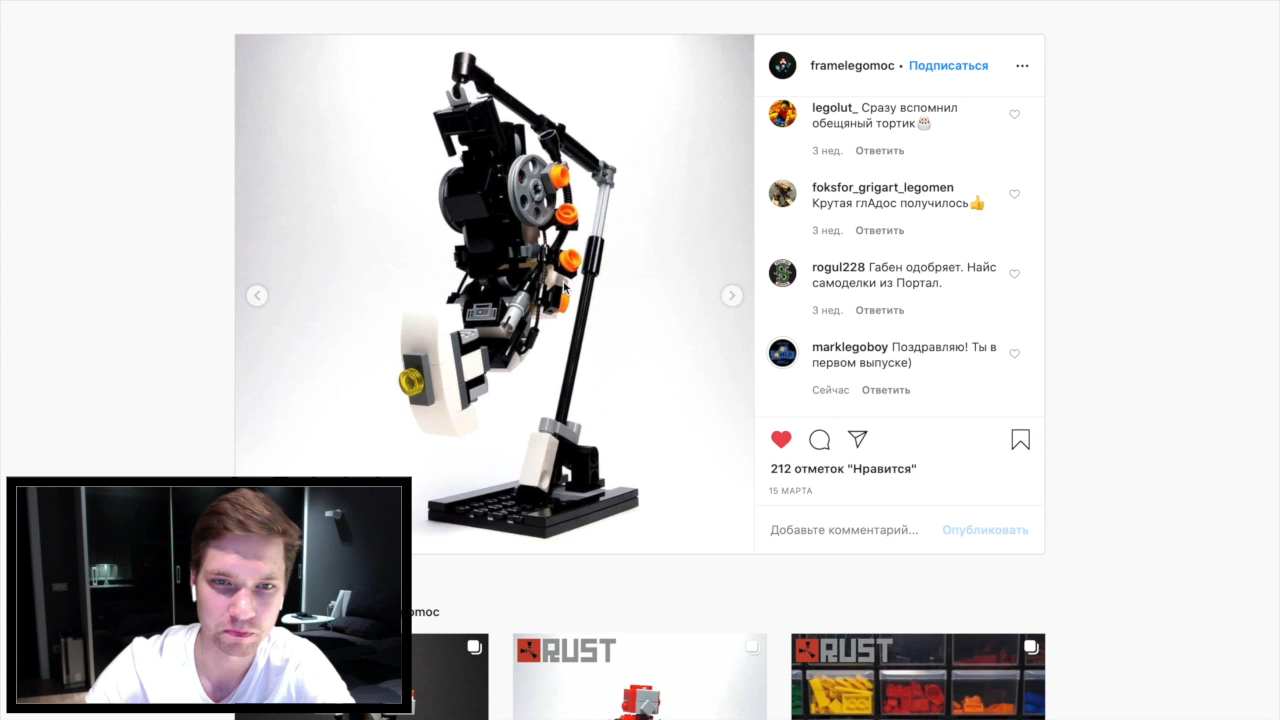 framelegomoc • Подписаться
legolut_ Сразу вспомнил
обещяный тортик🎂
3 нед. Ответить
foksfor_grigart_legomen
Крутая глАдос получилось👍
3 нед. Ответить
rogul228 Габен одобряет. Найс
самоделки из Портал.
3 нед. Ответить
marklegoboy Поздравляю! Ты в
первом выпуске)
Сейчас Ответить
212 отметок "Нравится"
15 МАРТА
Добавьте комментарий... Опубликовать
omoc
RUST
RUST